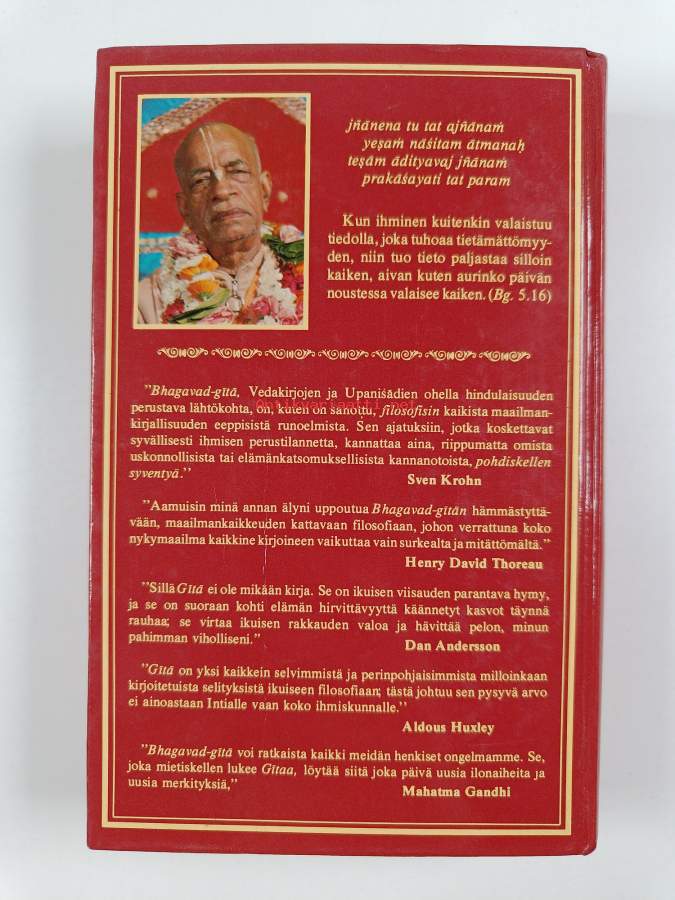 jñānena tu tat ajñānaṁ
yeṣaṁ nāśitam ātmanaḥ
teṣām ādityavaj jñānaṁ
prakāśayati tat param
Kun ihminen kuitenkin valaistuu
tiedolla, joka tuhoaa tietämättömyy-
den, niin tuo tieto paljastaa silloin
kaiken, aivan kuten aurinko päivän
noustessa valaisee kaiken. (Bg. 5.16)
"Bhagavad-gītā, Vedakirjojen ja Upaniśādien ohella hindulaisuuden
perustava lähtökohta, on, kuten on sanottu, filosofisin kaikista maailman-
kirjallisuuden eeppisistä runoelmista. Sen ajatuksiin, jotka koskettavat
syvällisesti ihmisen perustilannetta, kannattaa aina, riippumatta omista
uskonnollisista tai elämänkatsomuksellisista kannanotoista, pohdiskellen
syventyä."
Sven Krohn
"Aamuisin minä annan älyni uppoutua Bhagavad-gītān hämmästyttä-
vään, maailmankaikkeuden kattavaan filosofiaan, johon verrattuna koko
nykymaailma kaikkine kirjoineen vaikuttaa vain surkealta ja mitättömältä."
Henry David Thoreau
"Sillä Gītā ei ole mikään kirja. Se on ikuisen viisauden parantava hymy,
ja se on suoraan kohti elämän hirvittävyyttä käännetyt kasvot täynnä
rauhaa; se virtaa ikuisen rakkauden valoa ja hävittää pelon, minun
pahimman viholliseni."
Dan Andersson
"Gītā on yksi kaikkein selvimmistä ja perinpohjaisimmista milloinkaan
kirjoitetuista selityksistä ikuiseen filosofiaan; tästä johtuu sen pysyvä arvo
ei ainoastaan Intialle vaan koko ihmiskunnalle."
Aldous Huxley
"Bhagavad-gītā voi ratkaista kaikki meidän henkiset ongelmamme. Se,
joka mietiskellen lukee Gītaa, löytää siitä joka päivä uusia ilonaiheita ja
uusia merkityksiä,"
Mahatma Gandhi